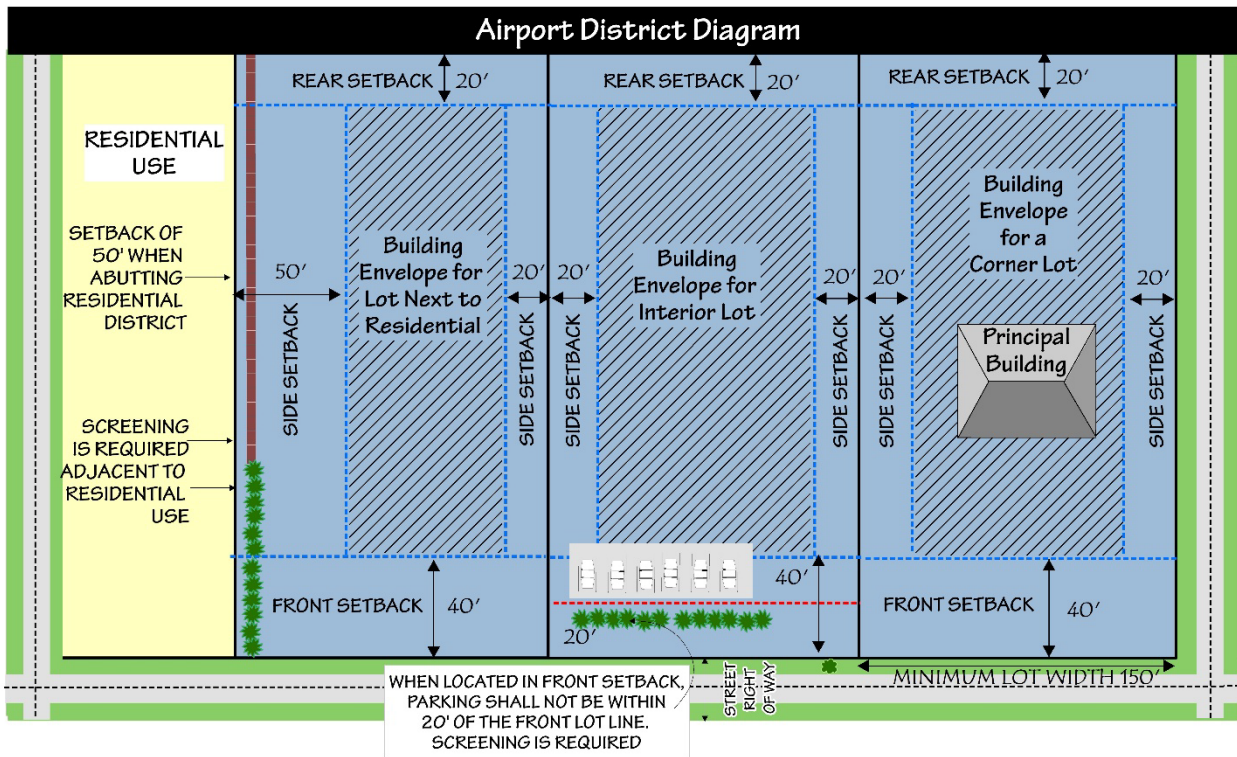 Airport District Diagram
REAR SETBACK
20'
REAR SETBACK
20'
REAR SETBACK
20'
RESIDENTIAL
USE
SETBACK OF
50' WHEN
ABUTTING
RESIDENTIAL
DISTRICT
SCREENING
IS REQUIRED
ADJACENT TO
RESIDENTIAL
USE
50'
SIDE SETBACK
Building
Envelope for
Lot Next to
Residential
20'
SIDE SETBACK
20'
SIDE SETBACK
Building
Envelope for
Interior Lot
20'
SIDE SETBACK
20'
SIDE SETBACK
Building
Envelope
for a
Corner Lot
Principal
Building
20'
SIDE SETBACK
FRONT SETBACK
40'
20'
40'
FRONT SETBACK
40'
WHEN LOCATED IN FRONT SETBACK,
PARKING SHALL NOT BE WITHIN
20' OF THE FRONT LOT LINE.
SCREENING IS REQUIRED
STREET
RIGHT
OF WAY
MINIMUM LOT WIDTH 150'